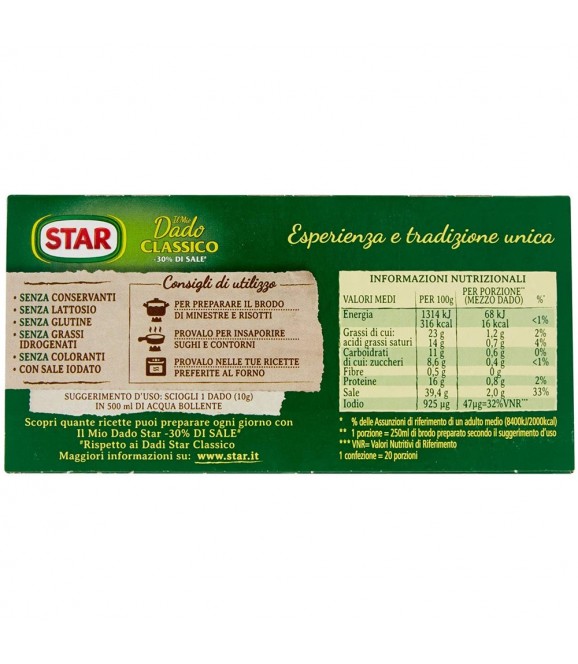 STAR
Il Mio
Dado
CLASSICO
-30% DI SALE*
Esperienza e tradizione unica
• SENZA CONSERVANTI
• SENZA LATTOSIO
• SENZA GLUTINE
• SENZA GRASSI
IDROGENATI
• SENZA COLORANTI
• CON SALE IODATO
Consigli di utilizzo
PER PREPARARE IL BRODO
DI MINESTRE E RISOTTI
PROVALO PER INSAPORIRE
SUGHI E CONTORNI
PROVALO NELLE TUE RICETTE
PREFERITE AL FORNO
SUGGERIMENTO D'USO: SCIOGLI 1 DADO (10g)
IN 500 ml DI ACQUA BOLLENTE
Scopri quante ricette puoi preparare ogni giorno con
Il Mio Dado Star -30% DI SALE*
*Rispetto ai Dadi Star Classico
Maggiori informazioni su: www.star.it
INFORMAZIONI NUTRIZIONALI
VALORI MEDI PER 100g PER PORZIONE** (MEZZO DADO) %*
Energia 1314 kJ 68 kJ
316 kcal 16 kcal <1%
Grassi di cui: 23 g 1,2 g 2%
acidi grassi saturi 14 g 0,7 g 4%
Carboidrati 11 g 0,6 g 0%
di cui: zuccheri 8,6 g 0,4 g <1%
Fibre 0,5 g 0 g
Proteine 16 g 0,8 g 2%
Sale 39,4 g 2,0 g 33%
Iodio 925 µg 47µg=32%VNR***
* % delle Assunzioni di riferimento di un adulto medio (8400kJ/2000kcal)
** 1 porzione = 250ml di brodo preparato secondo il suggerimento d'uso
*** VNR= Valori Nutritivi di Riferimento
1 confezione = 20 porzioni